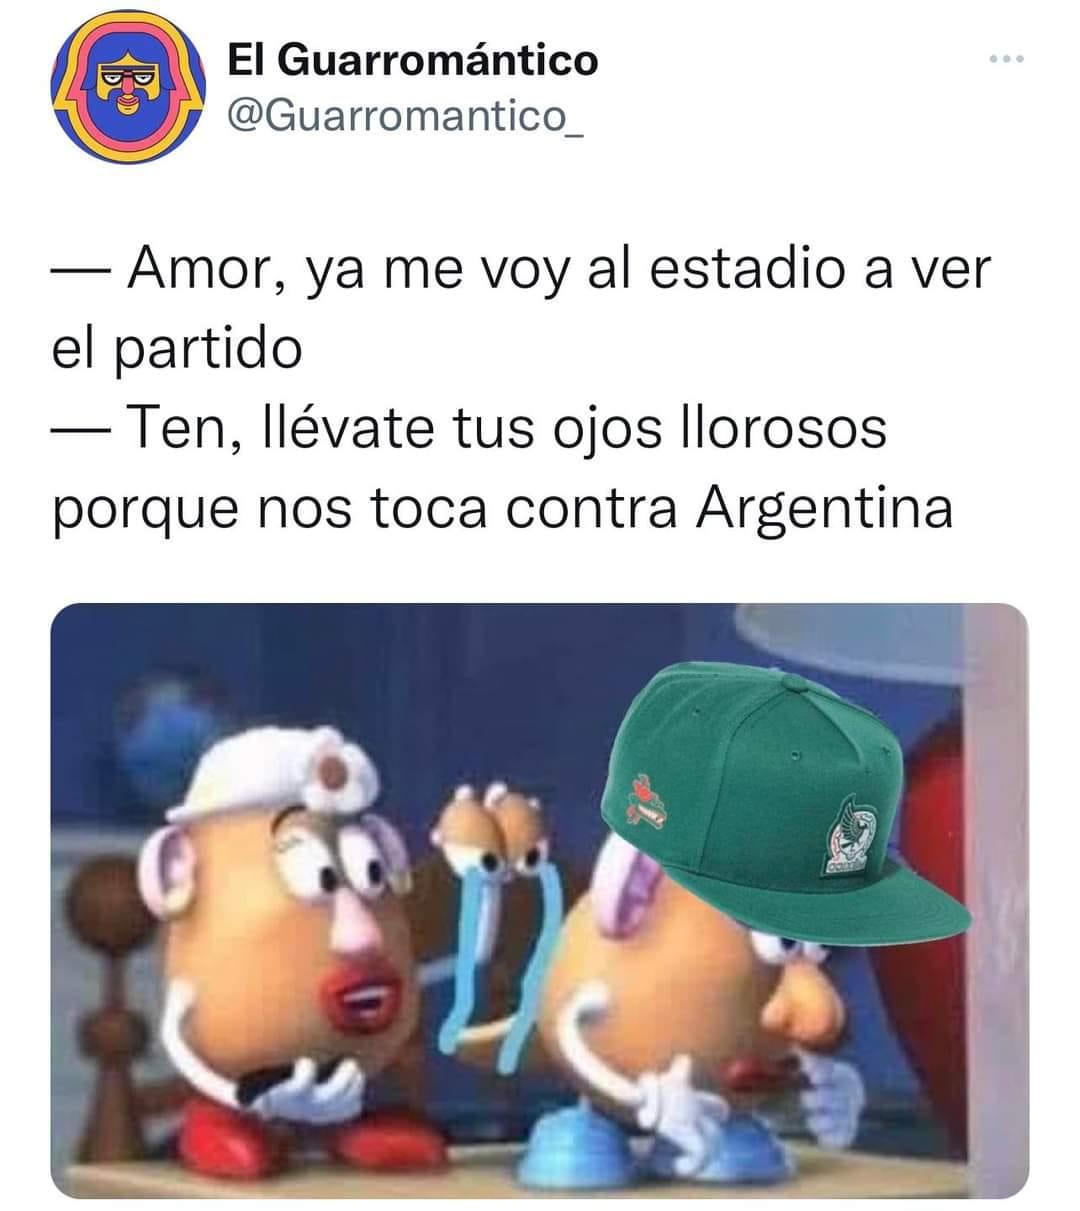 El Guarromántico
@Guarromantico_
— Amor, ya me voy al estadio a ver
el partido
— Ten, llévate tus ojos llorosos
porque nos toca contra Argentina